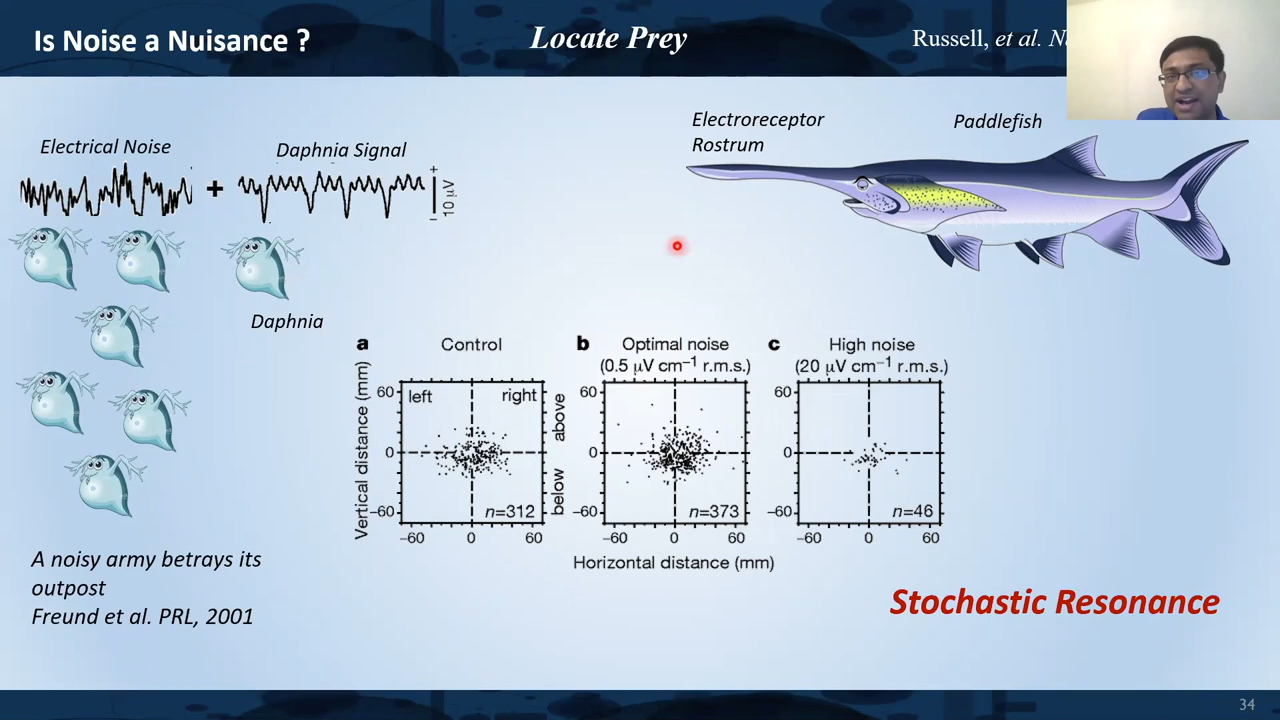 Is Noise a Nuisance ?
Locate Prey
Russell, et al.
Electroreceptor
Rostrum
Paddlefish
Electrical Noise
Daphnia Signal
+
+
10 µV
Daphnia
a
Control
b
Optimal noise
(0.5 µV cm⁻¹ r.m.s.)
c
High noise
(20 µV cm⁻¹ r.m.s.)
Vertical distance (mm)
60
0
−60
left
right
n=312
−60
0
60
above
below
60
0
−60
n=373
−60
0
60
60
0
−60
n=46
−60
0
60
Horizontal distance (mm)
A noisy army betrays its
outpost
Freund et al. PRL, 2001
Stochastic Resonance
34